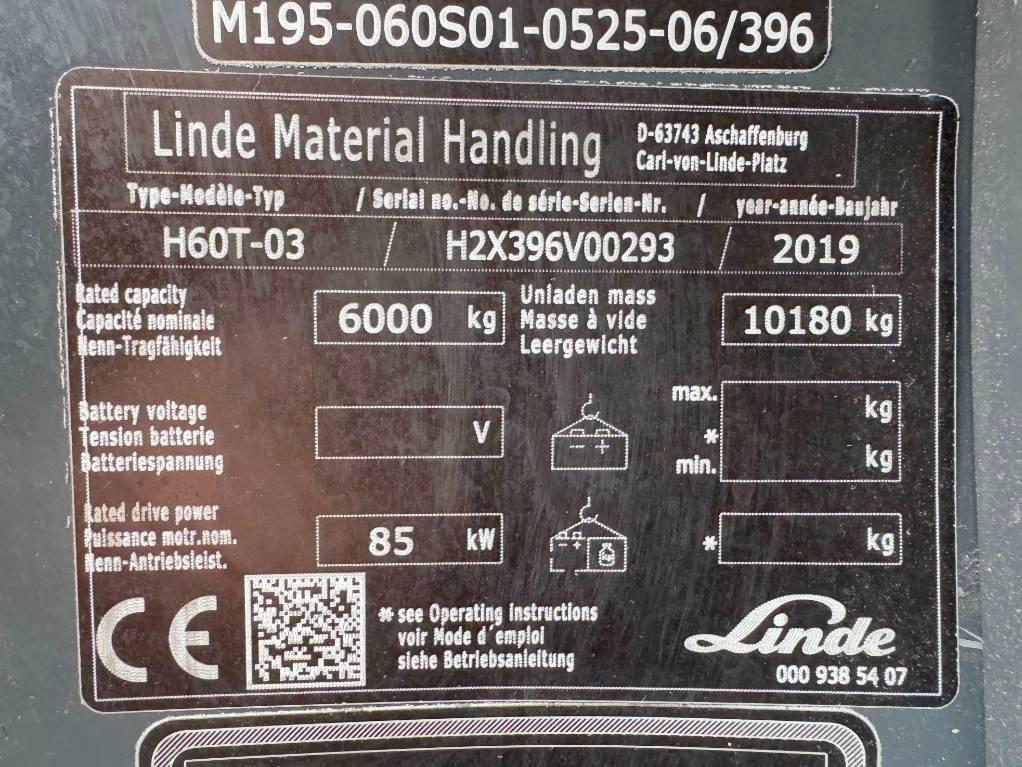 M195-060S01-0525-06/396
Linde Material Handling
D-63743 Aschaffenburg
Carl-von-Linde-Platz
Type-Modèle-Typ / Serial no.-No. de série-Serien-Nr. / year-année-Baujahr
H60T-03 / H2X396V00293 / 2019
Rated capacity
Capacité nominale
Nenn-Tragfähigkeit
6000 kg
Unladen mass
Masse à vide
Leergewicht
10180 kg
Battery voltage
Tension batterie
Batteriespannung
V
- +
max. kg
*
min. kg
Rated drive power
Puissance motr.nom.
Nenn-Antriebsleist.
85 kW
- + kg
* kg
CE
* see Operating instructions
voir Mode d´emploi
siehe Betriebsanleitung
Linde
000 938 54 07